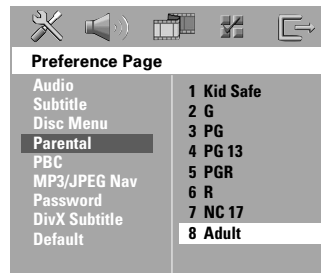 Preference Page
Audio
Subtitle
Disc Menu
Parental
PBC
MP3/JPEG Nav
Password
DivX Subtitle
Default
1 Kid Safe
2 G
3 PG
4 PG 13
5 PGR
6 R
7 NC 17
8 Adult